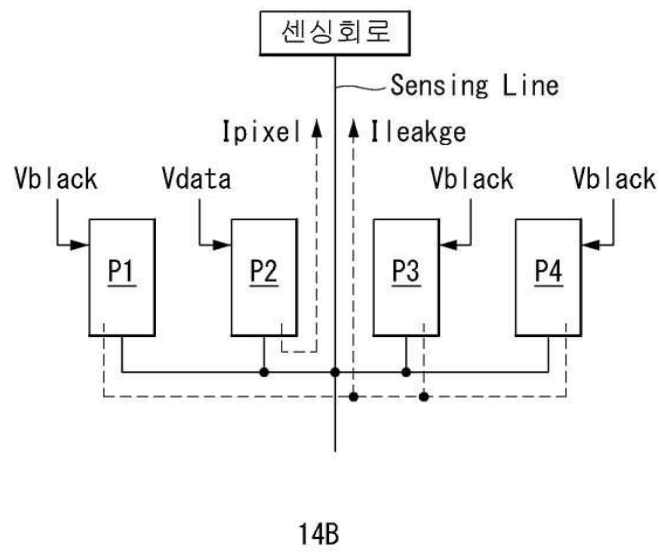 센싱회로
Sensing Line
Ipixel Ileakge
Vblack Vdata Vblack Vblack
P1 P2 P3 P4
14B